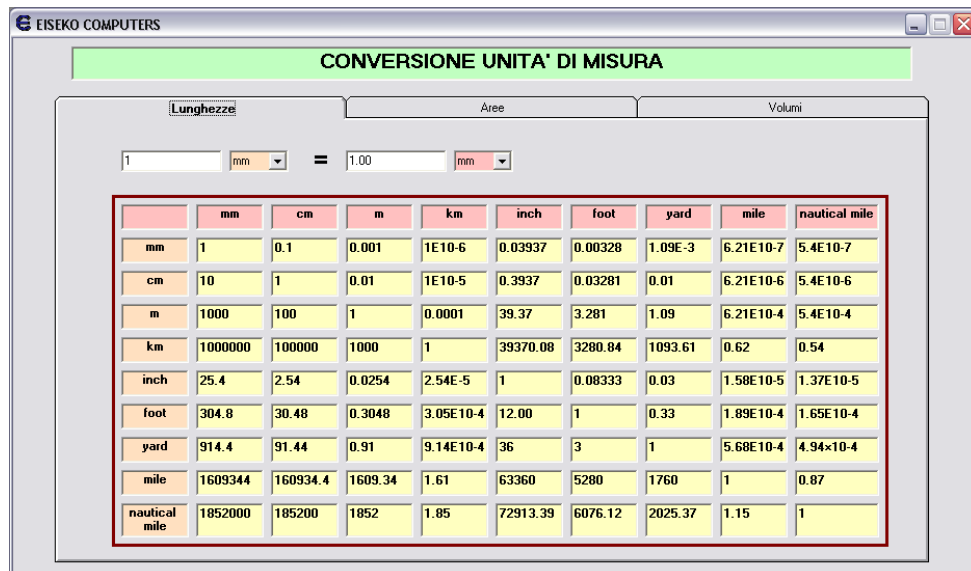 EISEKO COMPUTERS
CONVERSIONE UNITA' DI MISURA
Lunghezze Aree Volumi
1 mm = 1.00 mm
mm cm m km inch foot yard mile nautical mile
mm 1 0.1 0.001 1E10-6 0.03937 0.00328 1.09E-3 6.21E10-7 5.4E10-7
cm 10 1 0.01 1E10-5 0.3937 0.03281 0.01 6.21E10-6 5.4E10-6
m 1000 100 1 0.0001 39.37 3.281 1.09 6.21E10-4 5.4E10-4
km 1000000 100000 1000 1 39370.08 3280.84 1093.61 0.62 0.54
inch 25.4 2.54 0.0254 2.54E-5 1 0.08333 0.03 1.58E10-5 1.37E10-5
foot 304.8 30.48 0.3048 3.05E10-4 12.00 1 0.33 1.89E10-4 1.65E10-4
yard 914.4 91.44 0.91 9.14E10-4 36 3 1 5.68E10-4 4.94×10-4
mile 1609344 160934.4 1609.34 1.61 63360 5280 1760 1 0.87
nautical mile 1852000 185200 1852 1.85 72913.39 6076.12 2025.37 1.15 1